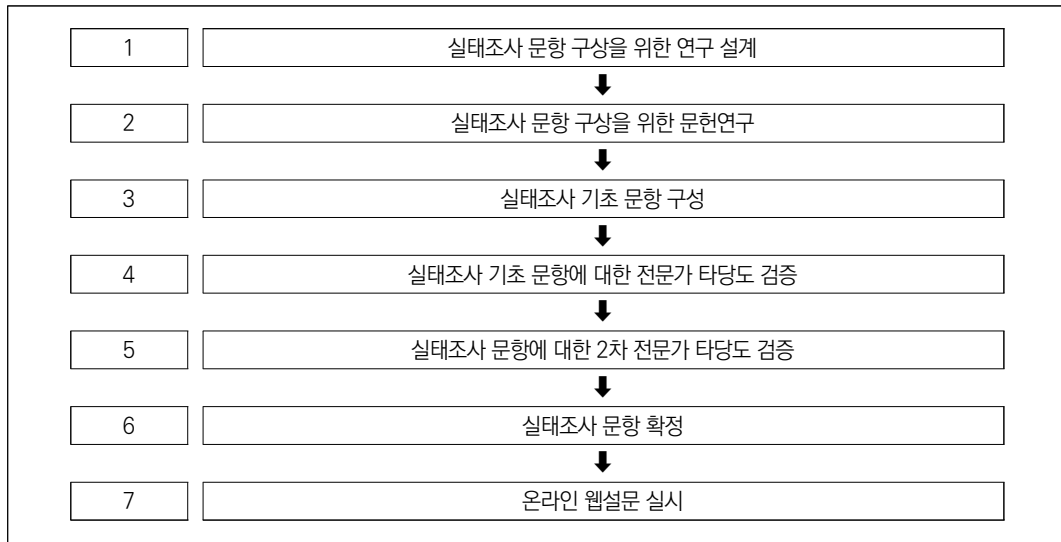 1 실태조사 문항 구상을 위한 연구 설계
2 실태조사 문항 구상을 위한 문헌연구
3 실태조사 기초 문항 구성
4 실태조사 기초 문항에 대한 전문가 타당도 검증
5 실태조사 문항에 대한 2차 전문가 타당도 검증
6 실태조사 문항 확정
7 온라인 웹설문 실시